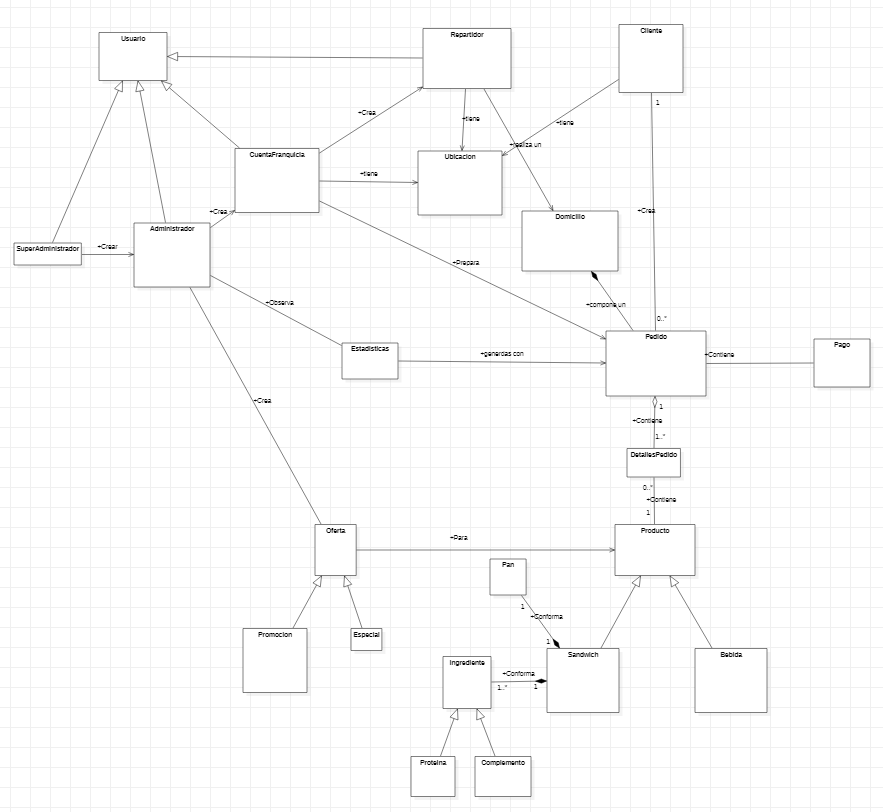 Cliente
Usuario
Repartidor
1
+Crea
+tiene
+tiene
+realiza un
CuentaFranquicia
Ubicacion
+tiene
+Crea
+Crea
Domicilio
Administrador
SuperAdministrador
+Crear
+Prepara
+Observa
+compone un
0..*
Pedido
Estadisticas
+generdas con
+Contiene
Pago
+Crea
1
+Contiene
1..*
DetallesPedido
0..*
+Contiene
1
Oferta
Producto
+Para
Pan
1
+Conforma
1
Promocion
Especial
Sandwich
Bebida
Ingrediente
+Conforma
1..*
1
Proteina
Complemento